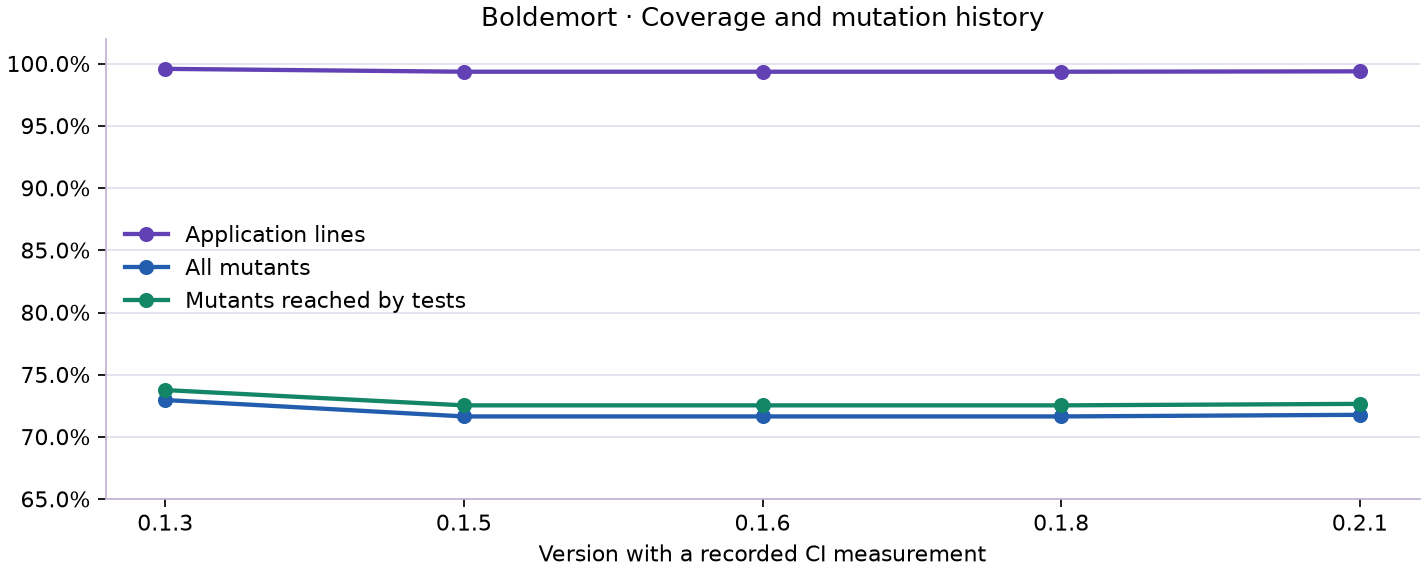 Boldemort · Coverage and mutation history
100.0%
95.0%
90.0%
85.0%
80.0%
75.0%
70.0%
65.0%
Application lines
All mutants
Mutants reached by tests
0.1.3 0.1.5 0.1.6 0.1.8 0.2.1
Version with a recorded CI measurement